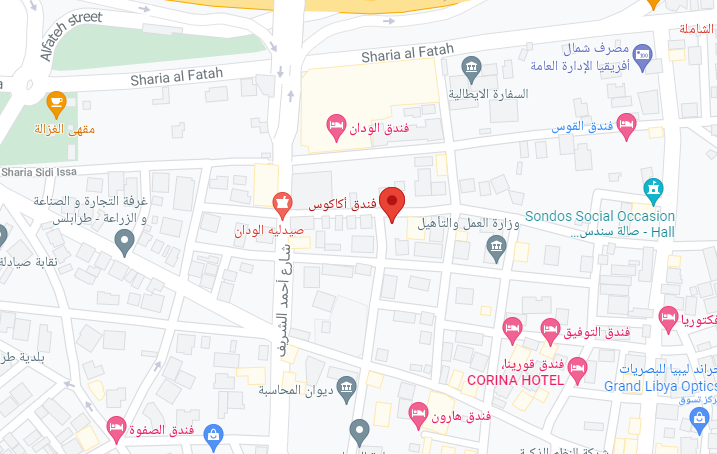 Alfateh street
Sharia al Fatah
Sharia al Fatah
الشاملة
مصرف شمال
أفريقيا الإدارة العامة
السفارة الايطالية
مقهى الغزالة
فندق الودان
فندق القوس
Sharia Sidi Issa
غرفة التجارة و الصناعة
و الزراعة - طرابلس
فندق أكاكوس
صيدليه الودان
وزارة العمل والتأهيل
Sondos Social Occasion
Hall - صالة سندس...
نقابة صيادلة
شارع أحمد الشريف
فندق التوفيق
فكتوريا
بلدية طر
فندق قورينا،
CORINA HOTEL
جراند ليبيا للبصريات
Grand Libya Optics
مركز تسوق
ديوان المحاسبة
فندق هارون
فندق الصفوة